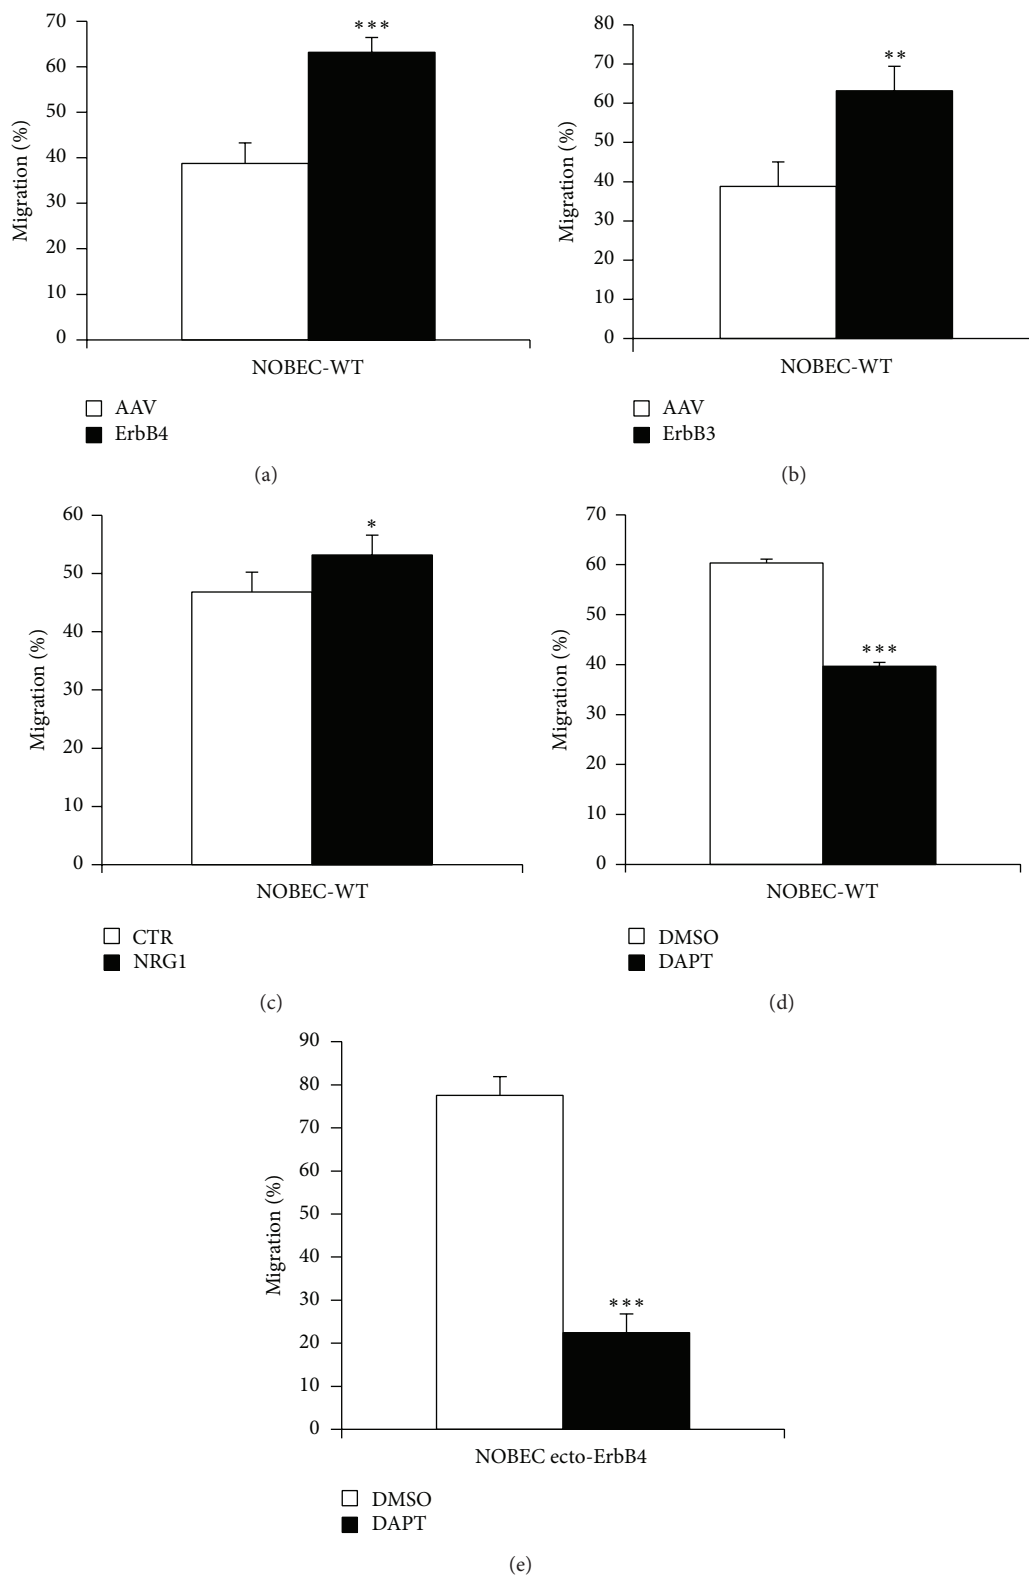 70
60
50
40
30
20
10
0
Migration (%)
***
NOBEC-WT
AAV
ErbB4
(a)
80
70
60
50
40
30
20
10
0
Migration (%)
**
NOBEC-WT
AAV
ErbB3
(b)
60
50
40
30
20
10
0
Migration (%)
*
NOBEC-WT
CTR
NRG1
(c)
70
60
50
40
30
20
10
0
Migration (%)
***
NOBEC-WT
DMSO
DAPT
(d)
90
80
70
60
50
40
30
20
10
0
Migration (%)
***
NOBEC ecto-ErbB4
DMSO
DAPT
(e)